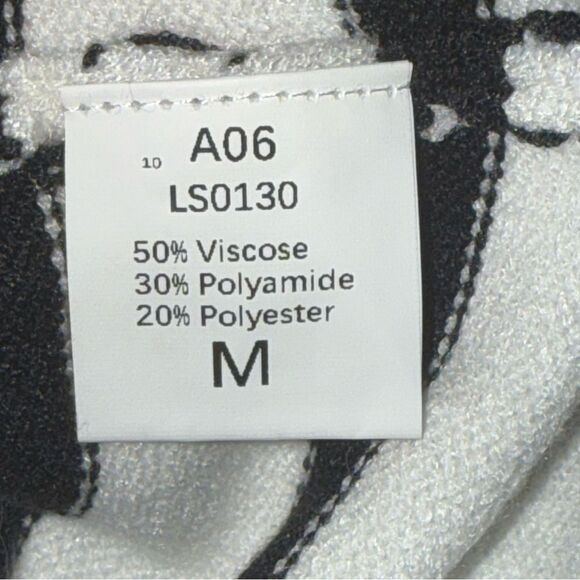 10 A06
LS0130
50% Viscose
30% Polyamide
20% Polyester
M